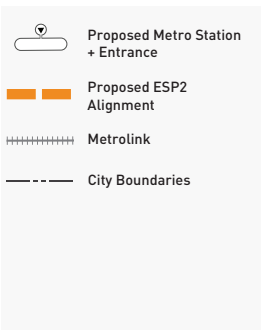 Proposed Metro Station
+ Entrance
Proposed ESP2
Alignment
Metrolink
City Boundaries